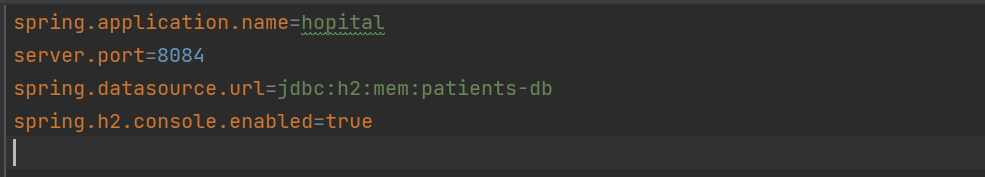 spring.application.name=hopital
server.port=8084
spring.datasource.url=jdbc:h2:mem:patients-db
spring.h2.console.enabled=true